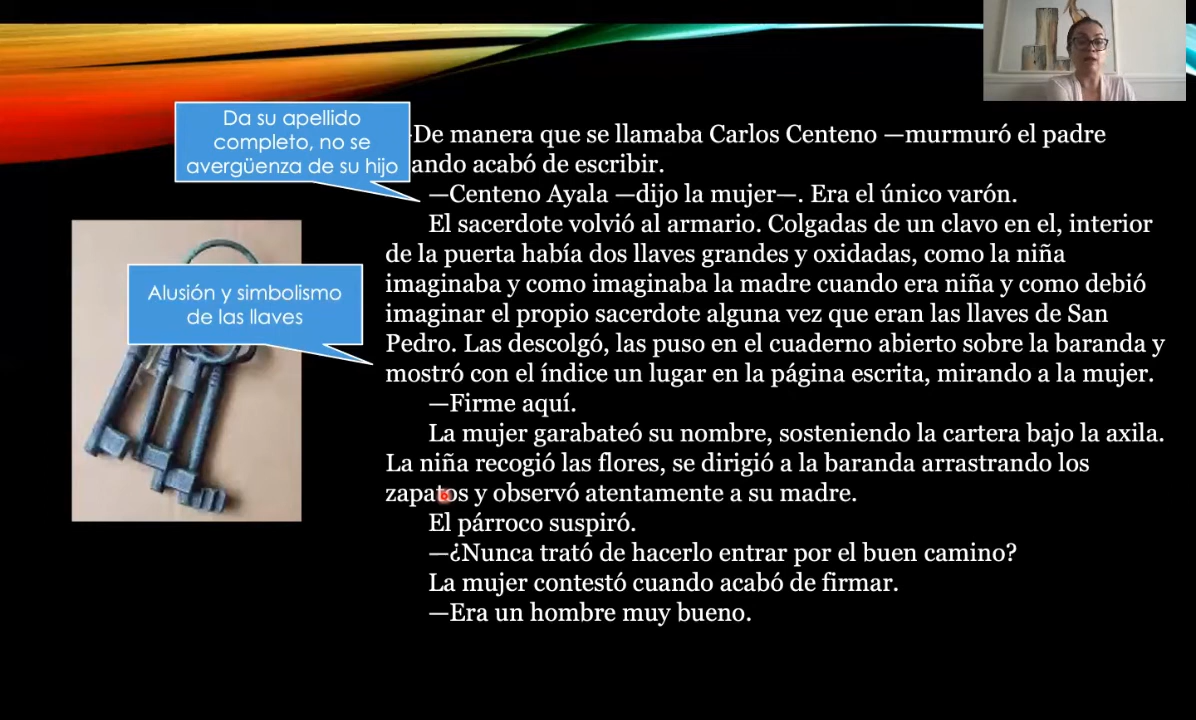 Da su apellido
completo, no se
avergüenza de su hijo
De manera que se llamaba Carlos Centeno —murmuró el padre
ando acabó de escribir.
—Centeno Ayala —dijo la mujer—. Era el único varón.
El sacerdote volvió al armario. Colgadas de un clavo en el, interior
de la puerta había dos llaves grandes y oxidadas, como la niña
imaginaba y como imaginaba la madre cuando era niña y como debió
imaginar el propio sacerdote alguna vez que eran las llaves de San
Pedro. Las descolgó, las puso en el cuaderno abierto sobre la baranda y
mostró con el índice un lugar en la página escrita, mirando a la mujer.
Alusión y simbolismo
de las llaves
—Firme aquí.
La mujer garabateó su nombre, sosteniendo la cartera bajo la axila.
La niña recogió las flores, se dirigió a la baranda arrastrando los
zapatos y observó atentamente a su madre.
El párroco suspiró.
—¿Nunca trató de hacerlo entrar por el buen camino?
La mujer contestó cuando acabó de firmar.
—Era un hombre muy bueno.